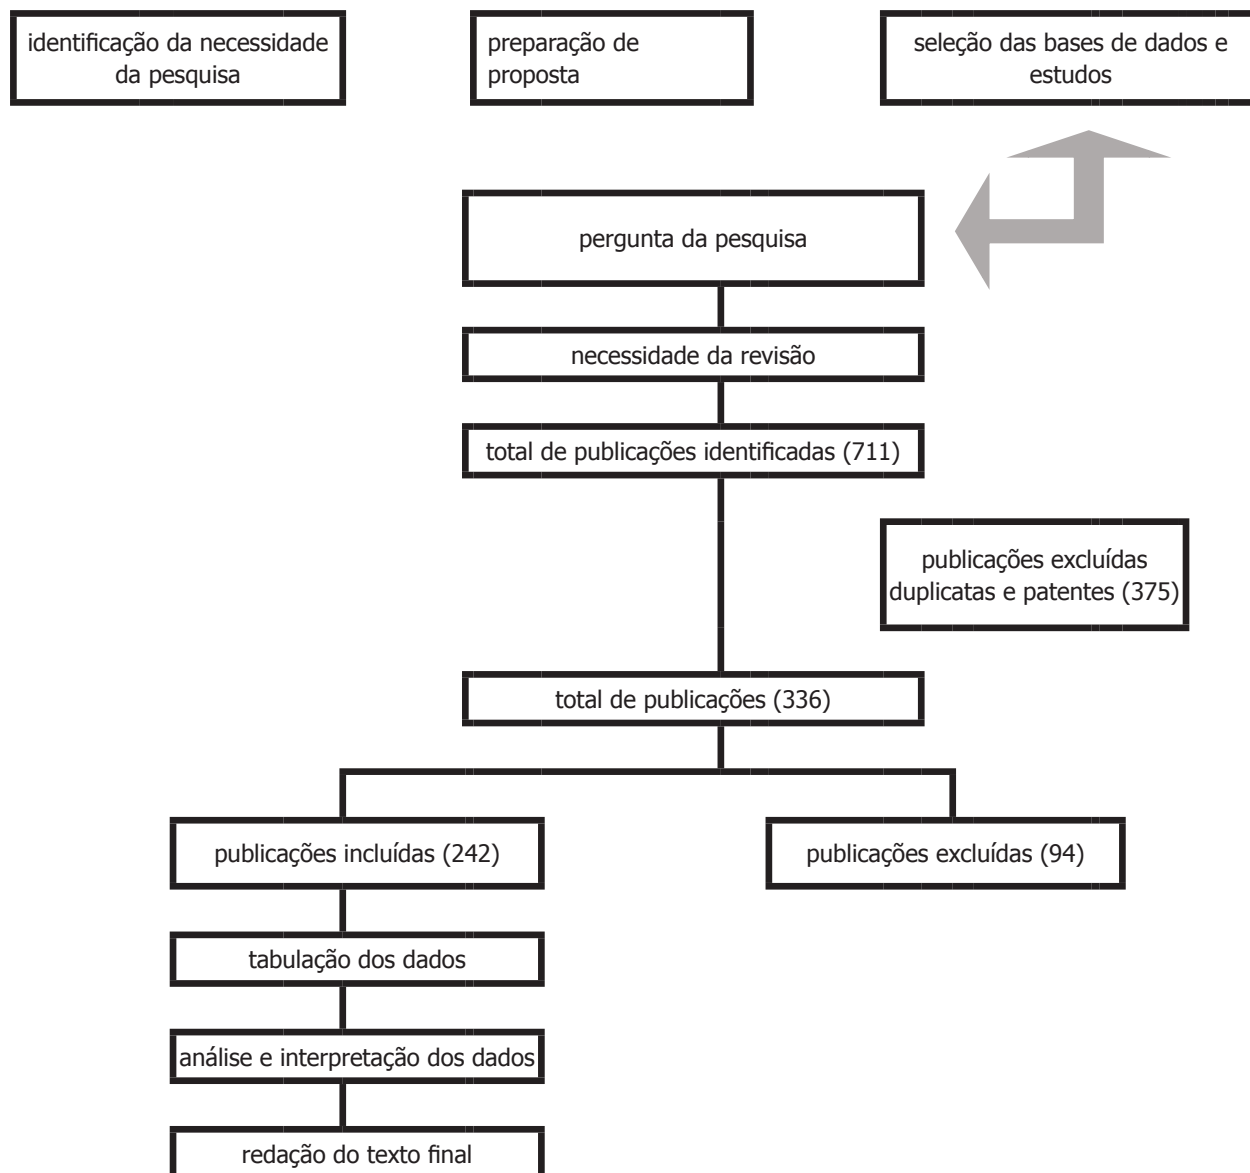 identificação da necessidade
da pesquisa
preparação de
proposta
seleção das bases de dados e
estudos
pergunta da pesquisa
necessidade da revisão
total de publicações identificadas (711)
publicações excluídas
duplicatas e patentes (375)
total de publicações (336)
publicações incluídas (242)
publicações excluídas (94)
tabulação dos dados
análise e interpretação dos dados
redação do texto final